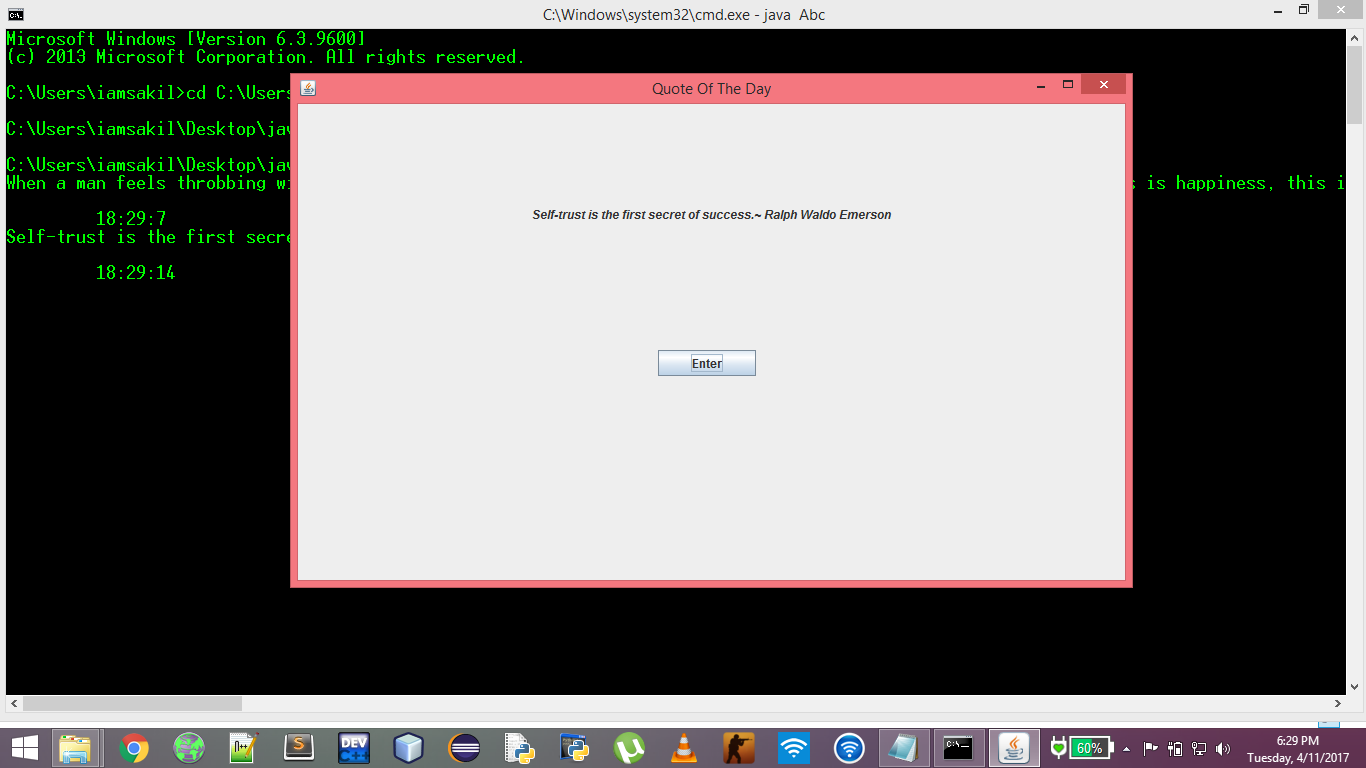 C:\Windows\system32\cmd.exe - java  Abc
Microsoft Windows [Version 6.3.9600]
(c) 2013 Microsoft Corporation. All rights reserved.
C:\Users\iamsakil>cd C:\Users
C:\Users\iamsakil\Desktop\jav
C:\Users\iamsakil\Desktop\jav
When a man feels throbbing wi
s is happiness, this i
18:29:7
Self-trust is the first secre
18:29:14
Quote Of The Day
Self-trust is the first secret of success.~ Ralph Waldo Emerson
Enter
N++
S
DEV
C++
C:\_
60%
6:29 PM
Tuesday, 4/11/2017